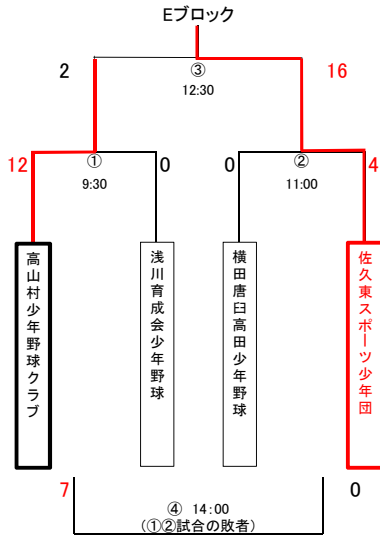 Eブロック
2
③
16
12:30
12
①
0
0
②
4
9:30
11:00
高山村少年野球クラブ
浅川育成会少年野球
横田唐臼高田少年野球
佐久東スポーツ少年団
7
④ 14:00
0
(①②試合の敗者)